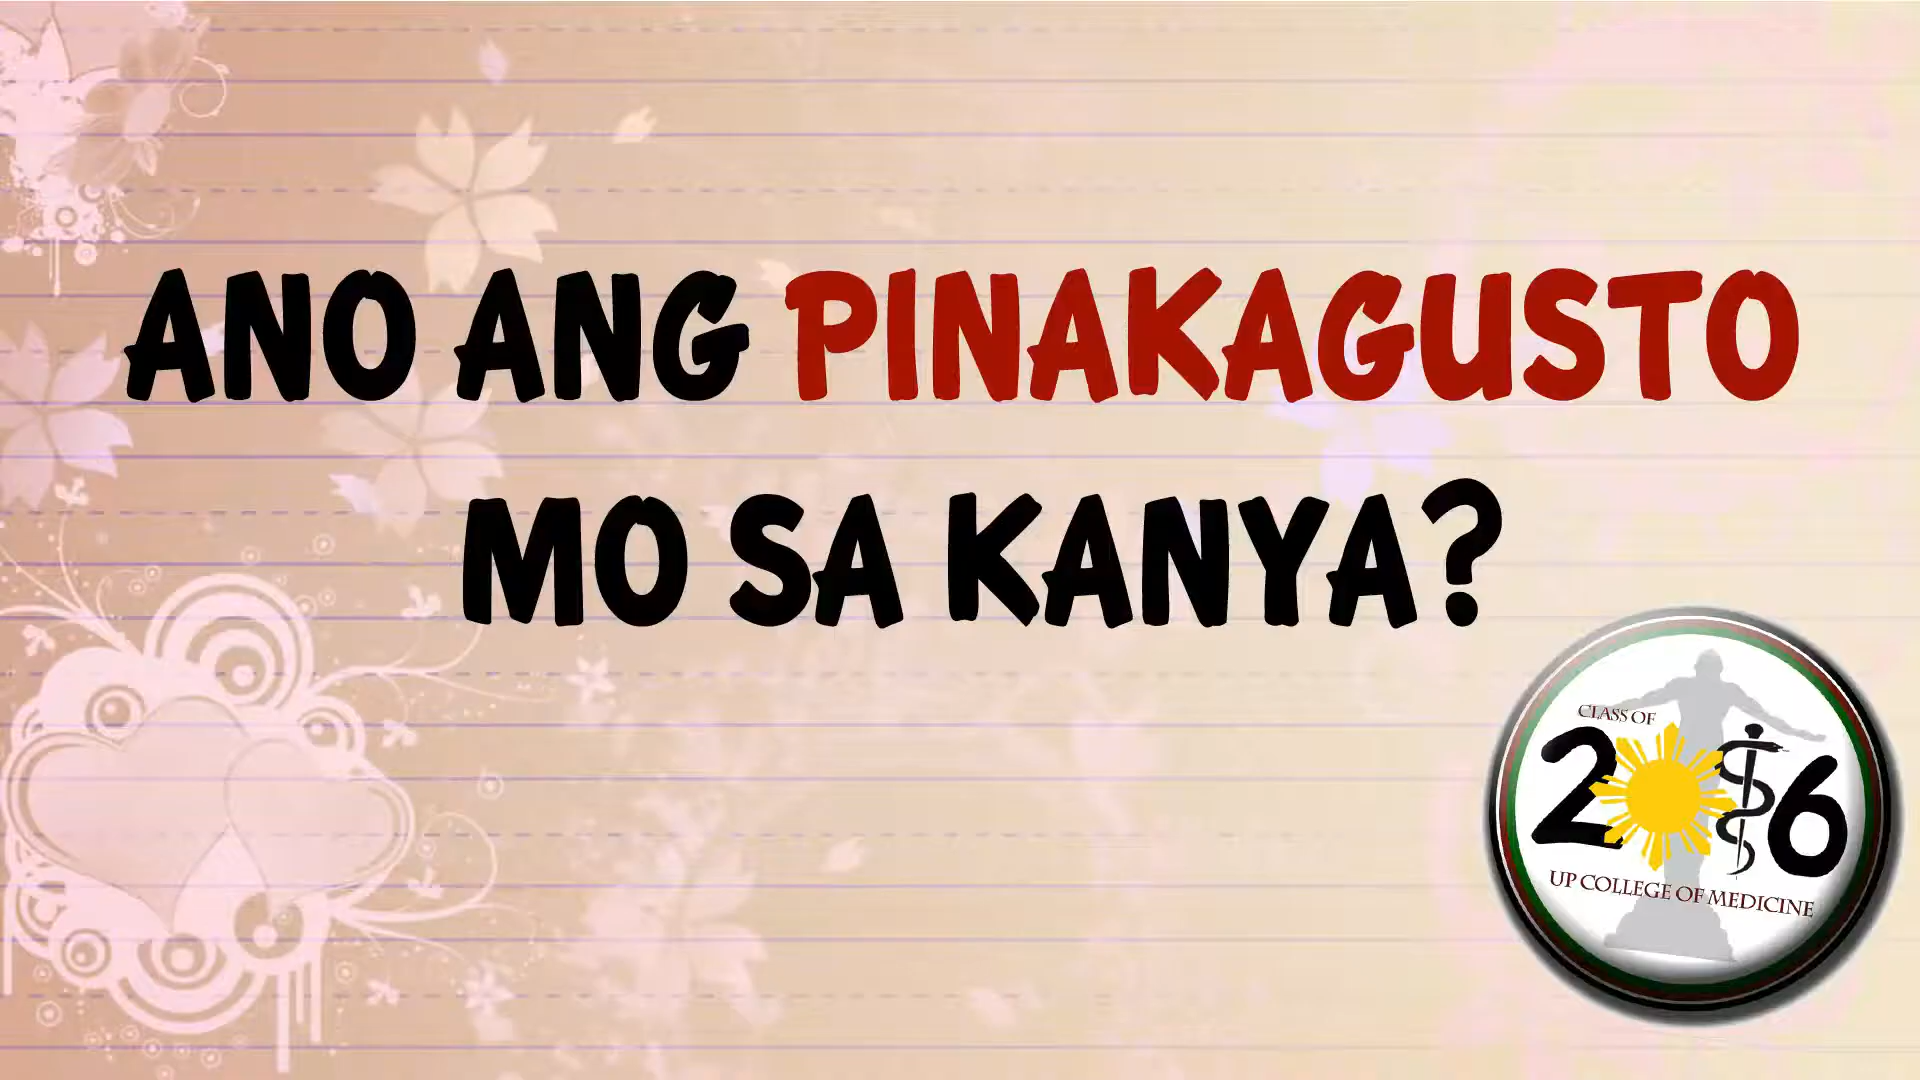 ANO ANG PINAKAGUSTO
MO SA KANYA?
CLASS OF
2016
UP COLLEGE OF MEDICINE